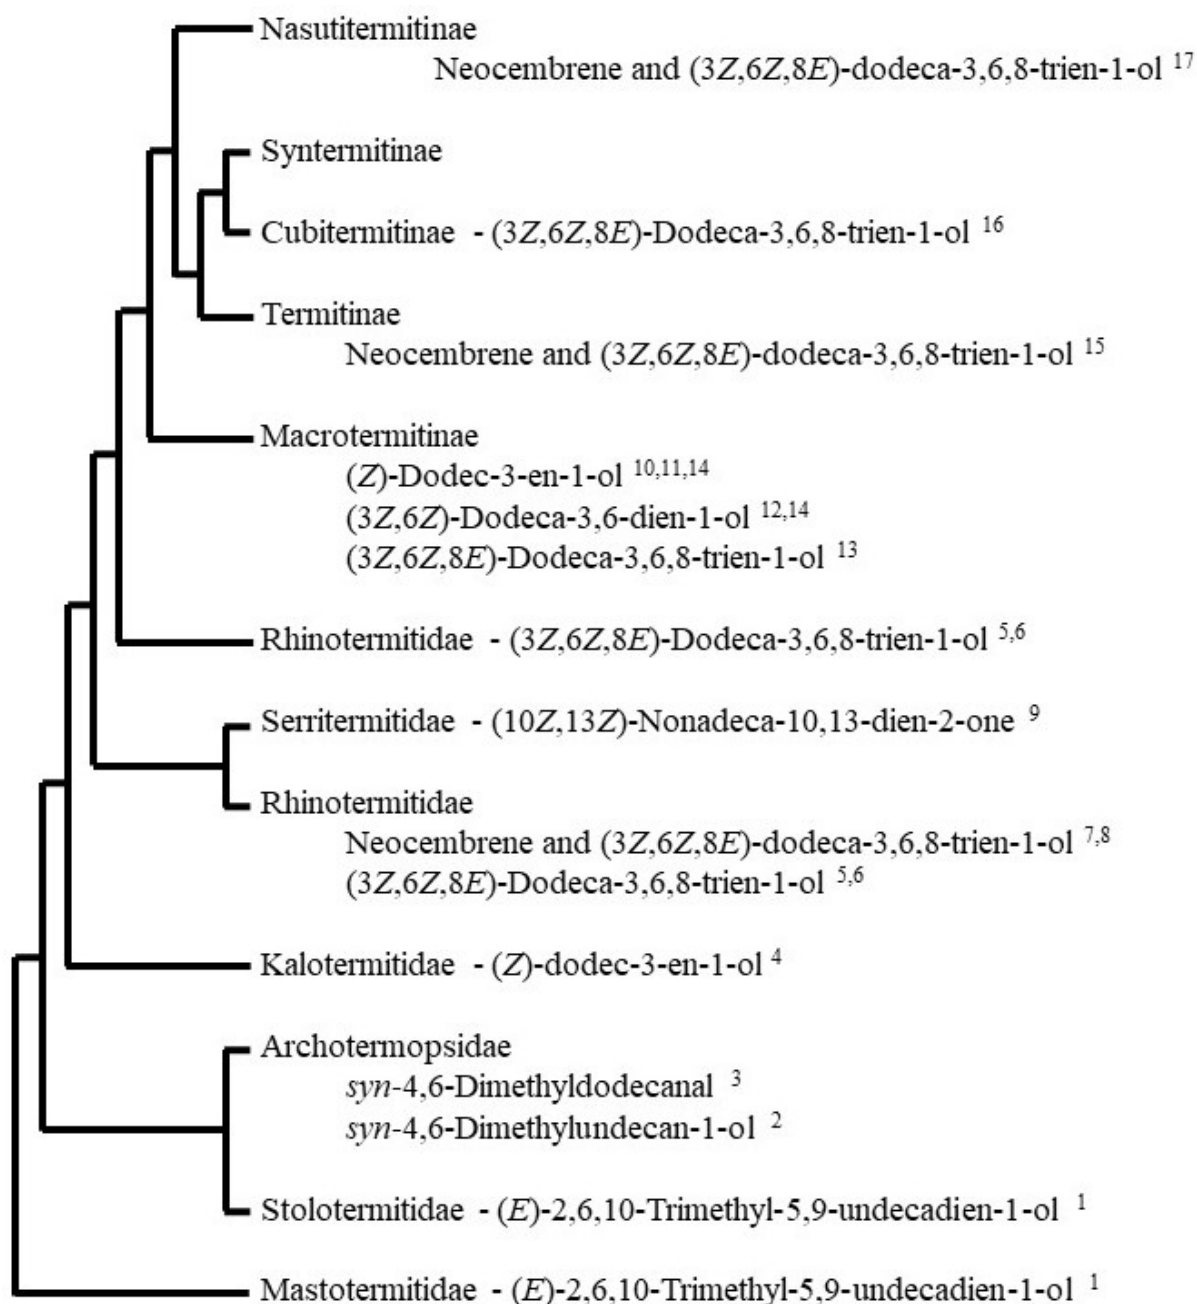 Nasutitermitinae
Neocembrene and (3Z,6Z,8E)-dodeca-3,6,8-trien-1-ol 17
Syntermitinae
Cubitermitinae - (3Z,6Z,8E)-Dodeca-3,6,8-trien-1-ol 16
Termitinae
Neocembrene and (3Z,6Z,8E)-dodeca-3,6,8-trien-1-ol 15
Macrotermitinae
(Z)-Dodec-3-en-1-ol 10,11,14
(3Z,6Z)-Dodeca-3,6-dien-1-ol 12,14
(3Z,6Z,8E)-Dodeca-3,6,8-trien-1-ol 13
Rhinotermitidae - (3Z,6Z,8E)-Dodeca-3,6,8-trien-1-ol 5,6
Serritermitidae - (10Z,13Z)-Nonadeca-10,13-dien-2-one 9
Rhinotermitidae
Neocembrene and (3Z,6Z,8E)-dodeca-3,6,8-trien-1-ol 7,8
(3Z,6Z,8E)-Dodeca-3,6,8-trien-1-ol 5,6
Kalotermitidae - (Z)-dodec-3-en-1-ol 4
Archotermopsidae
syn-4,6-Dimethyldodecanal 3
syn-4,6-Dimethylundecan-1-ol 2
Stolotermitidae - (E)-2,6,10-Trimethyl-5,9-undecadien-1-ol 1
Mastotermitidae - (E)-2,6,10-Trimethyl-5,9-undecadien-1-ol 1